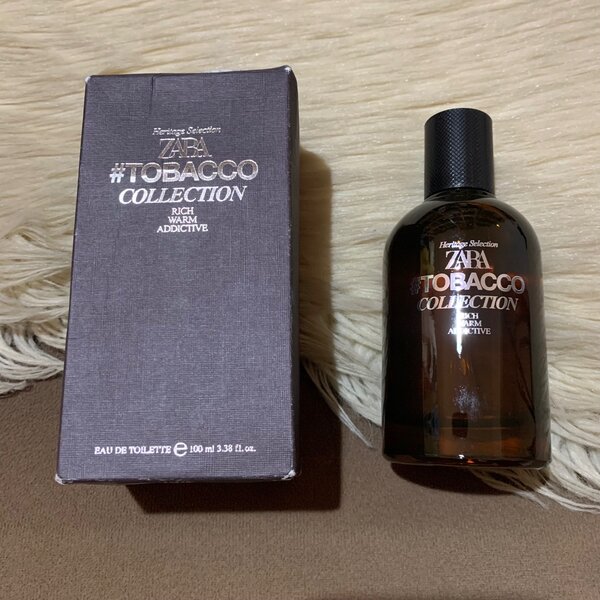 Heritage Selection
ZARA
#TOBACCO
COLLECTION
RICH
WARM
ADDICTIVE
EAU DE TOILETTE ℮ 100 ml 3.38 fl. oz.
Heritage Selection
ZARA
#TOBACCO
COLLECTION
RICH
WARM
ADDICTIVE